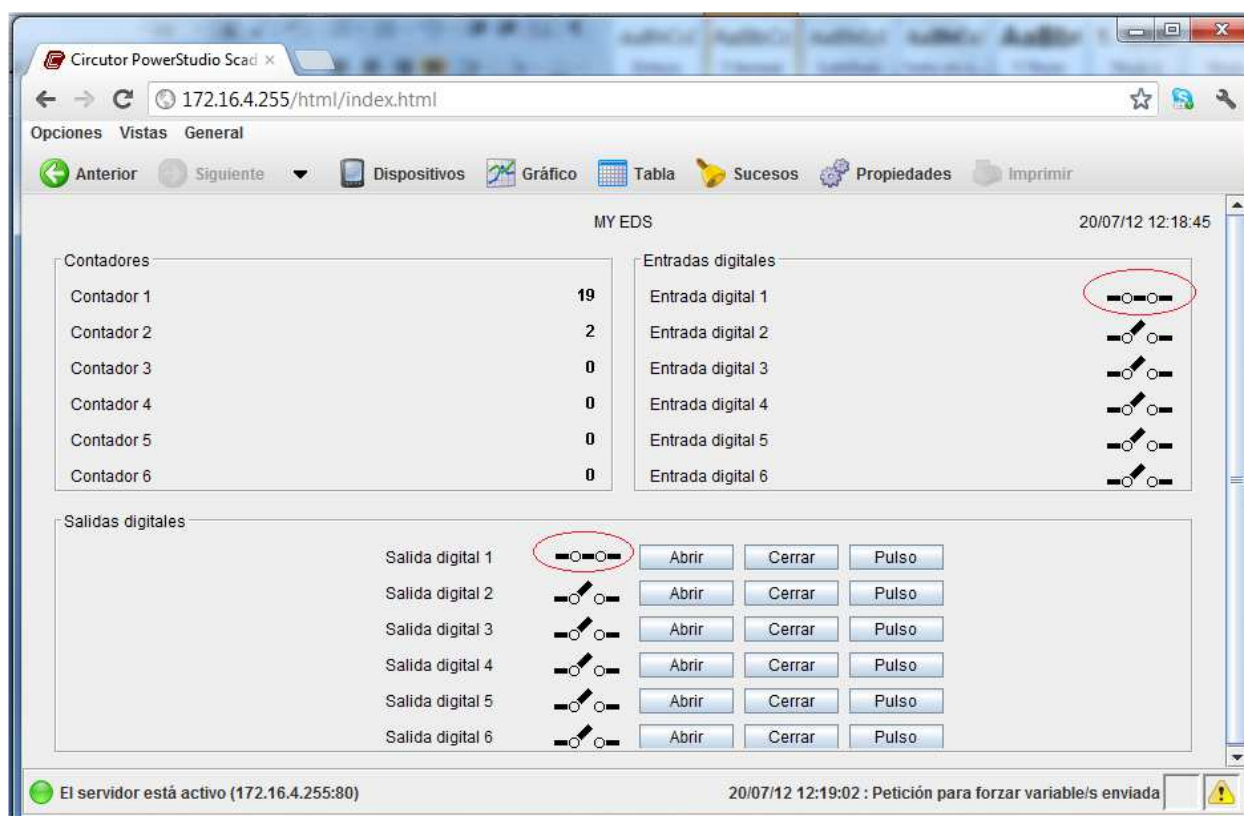 Circutor PowerStudio Scad
172.16.4.255/html/index.html
Opciones Vistas General
Anterior Siguiente Dispositivos Gráfico Tabla Sucesos Propiedades Imprimir
MY EDS 20/07/12 12:18:45
Contadores
Contador 1 19
Contador 2 2
Contador 3 0
Contador 4 0
Contador 5 0
Contador 6 0
Entradas digitales
Entrada digital 1
Entrada digital 2
Entrada digital 3
Entrada digital 4
Entrada digital 5
Entrada digital 6
Salidas digitales
Salida digital 1 Abrir Cerrar Pulso
Salida digital 2 Abrir Cerrar Pulso
Salida digital 3 Abrir Cerrar Pulso
Salida digital 4 Abrir Cerrar Pulso
Salida digital 5 Abrir Cerrar Pulso
Salida digital 6 Abrir Cerrar Pulso
El servidor está activo (172.16.4.255:80) 20/07/12 12:19:02 : Petición para forzar variable/s enviada